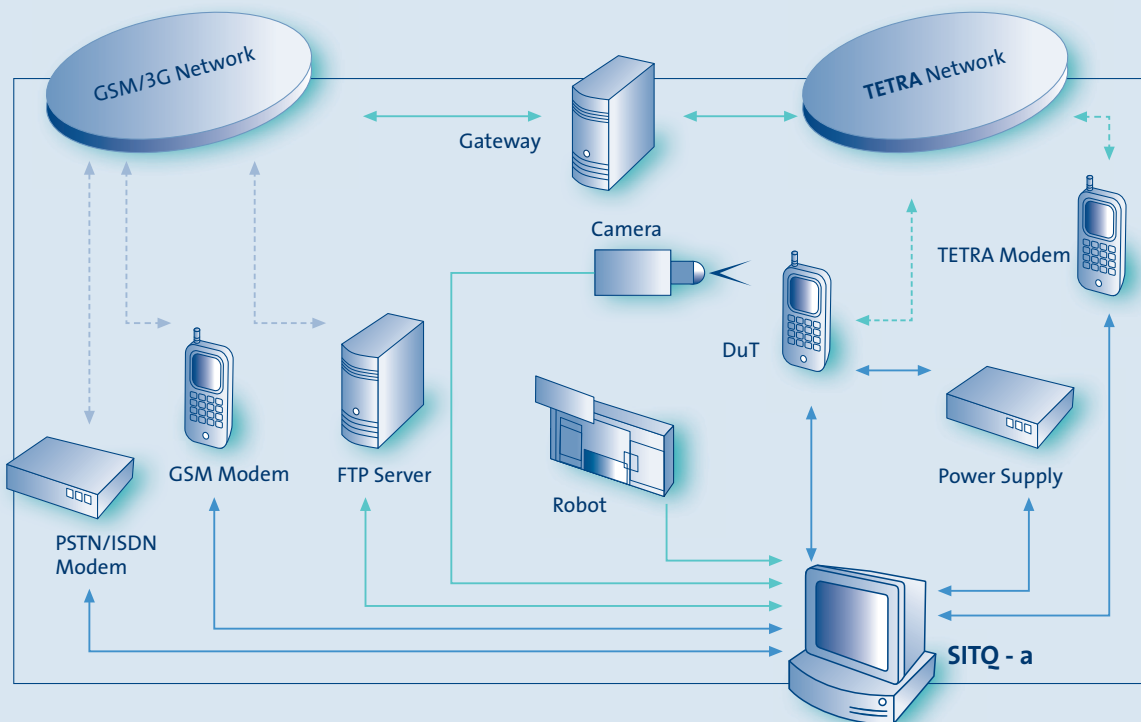 GSM/3G Network
TETRA Network
Gateway
Camera
TETRA Modem
DuT
GSM Modem
FTP Server
Robot
Power Supply
PSTN/ISDN
Modem
SITQ - a